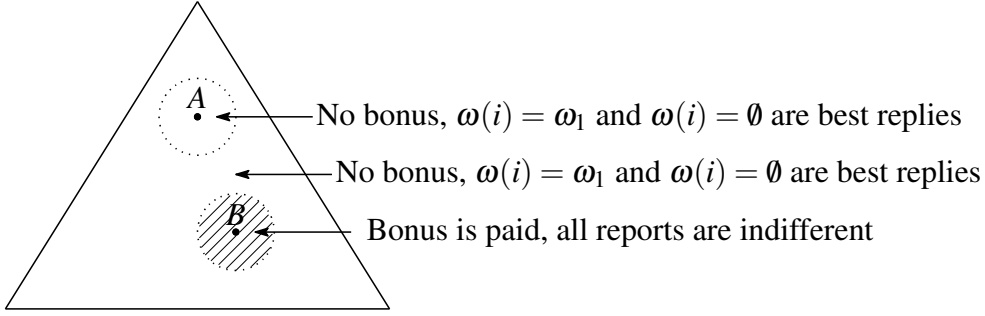 A
No bonus, ω(i) = ω₁ and ω(i) = ∅ are best replies
No bonus, ω(i) = ω₁ and ω(i) = ∅ are best replies
B
Bonus is paid, all reports are indifferent